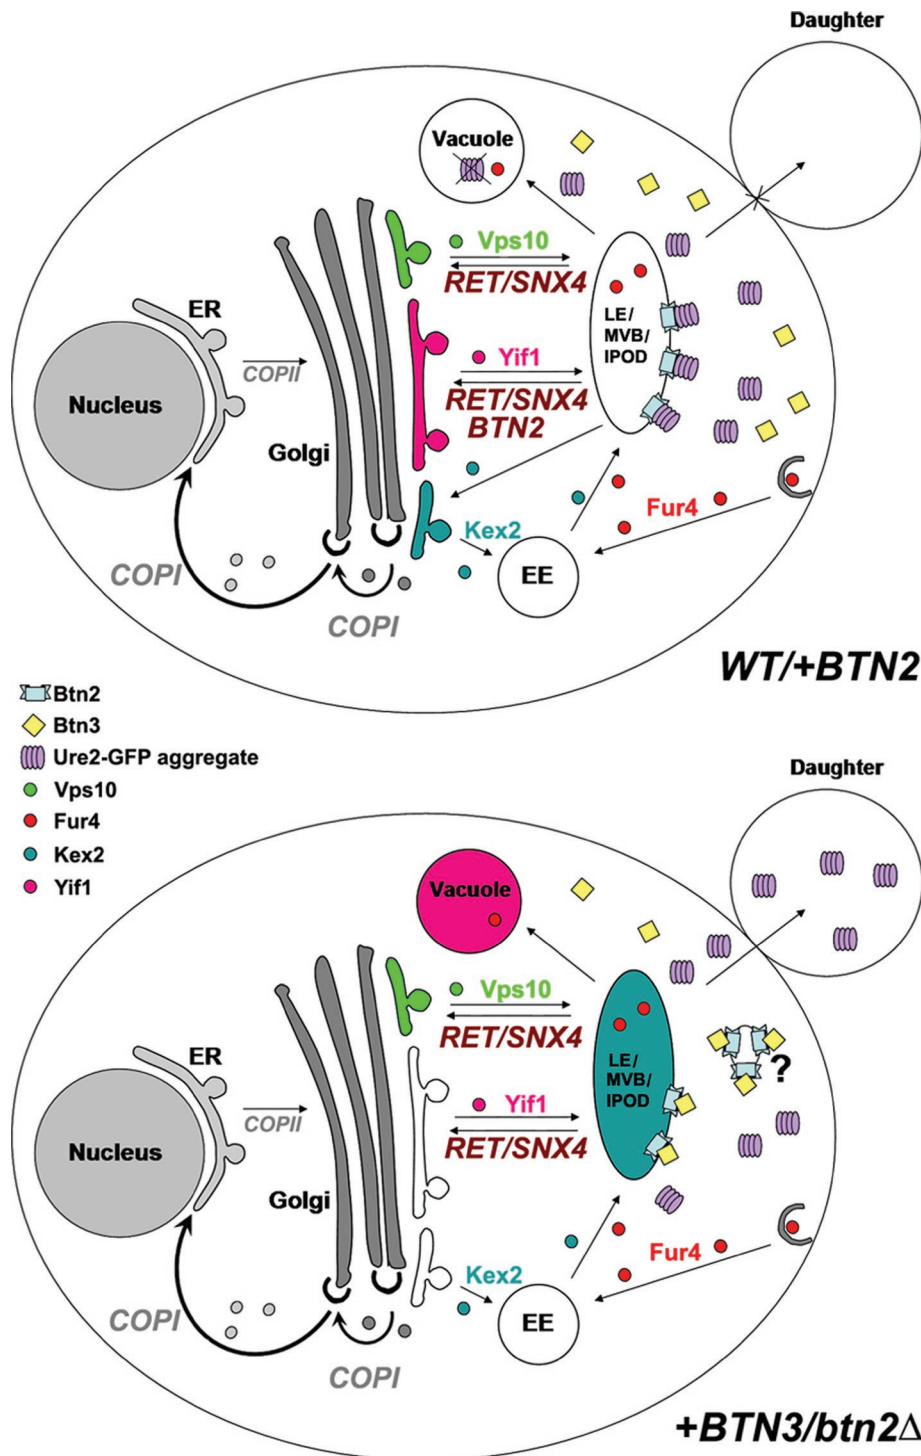 Daughter
Vacuole
Vps10
RET/SNX4
ER
LE/
MVB/
IPOD
COPII
Yif1
RET/SNX4
BTN2
Nucleus
Golgi
Fur4
Kex2
EE
COPI
COPI
WT/+BTN2
Btn2
Btn3
Ure2-GFP aggregate
Vps10
Fur4
Kex2
Yif1
Daughter
Vacuole
Vps10
RET/SNX4
ER
LE/
MVB/
IPOD
?
COPII
Yif1
RET/SNX4
Nucleus
Golgi
Fur4
Kex2
EE
COPI
COPI
+BTN3/btn2Δ